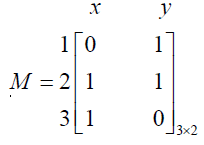 x y
1 [ 0 1
M = 2 1 1
3 1 0 ]3×2